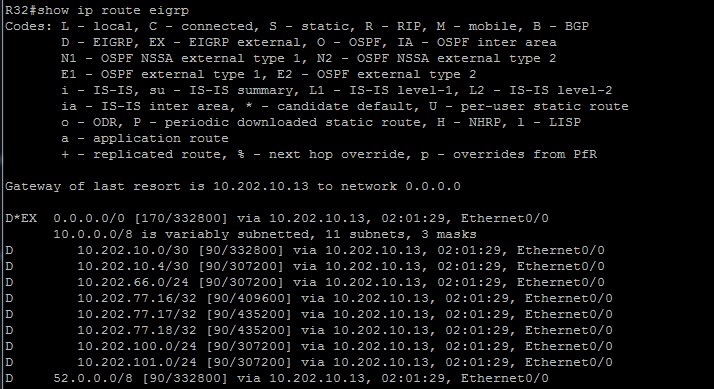 R32#show ip route eigrp
Codes: L - local, C - connected, S - static, R - RIP, M - mobile, B - BGP
       D - EIGRP, EX - EIGRP external, O - OSPF, IA - OSPF inter area
       N1 - OSPF NSSA external type 1, N2 - OSPF NSSA external type 2
       E1 - OSPF external type 1, E2 - OSPF external type 2
       i - IS-IS, su - IS-IS summary, L1 - IS-IS level-1, L2 - IS-IS level-2
       ia - IS-IS inter area, * - candidate default, U - per-user static route
       o - ODR, P - periodic downloaded static route, H - NHRP, l - LISP
       a - application route
       + - replicated route, % - next hop override, p - overrides from PfR
Gateway of last resort is 10.202.10.13 to network 0.0.0.0
D*EX  0.0.0.0/0 [170/332800] via 10.202.10.13, 02:01:29, Ethernet0/0
      10.0.0.0/8 is variably subnetted, 11 subnets, 3 masks
D        10.202.10.0/30 [90/332800] via 10.202.10.13, 02:01:29, Ethernet0/0
D        10.202.10.4/30 [90/307200] via 10.202.10.13, 02:01:29, Ethernet0/0
D        10.202.66.0/24 [90/307200] via 10.202.10.13, 02:01:29, Ethernet0/0
D        10.202.77.16/32 [90/409600] via 10.202.10.13, 02:01:29, Ethernet0/0
D        10.202.77.17/32 [90/435200] via 10.202.10.13, 02:01:29, Ethernet0/0
D        10.202.77.18/32 [90/435200] via 10.202.10.13, 02:01:29, Ethernet0/0
D        10.202.100.0/24 [90/307200] via 10.202.10.13, 02:01:29, Ethernet0/0
D        10.202.101.0/24 [90/307200] via 10.202.10.13, 02:01:29, Ethernet0/0
D     52.0.0.0/8 [90/332800] via 10.202.10.13, 02:01:29, Ethernet0/0